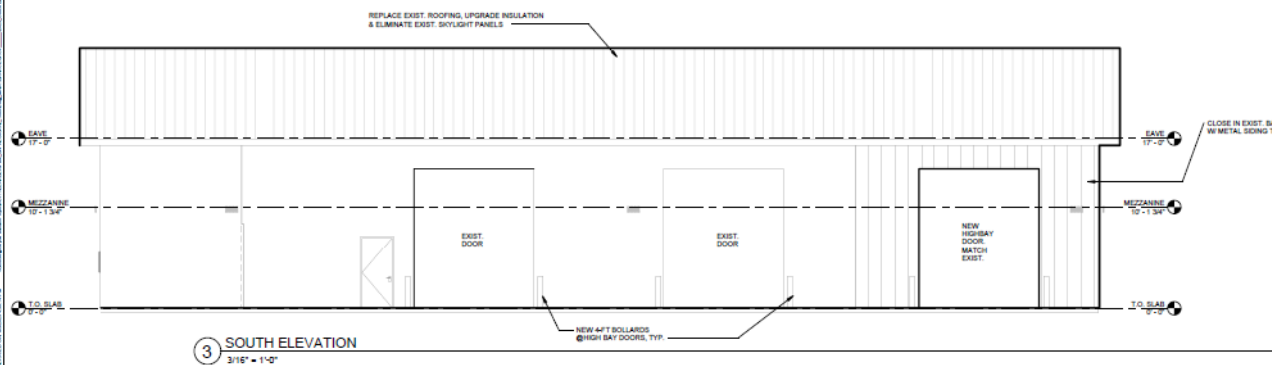 REPLACE EXIST. ROOFING, UPGRADE INSULATION
& ELIMINATE EXIST. SKYLIGHT PANELS
EAVE
17' - 0"
EAVE
17' - 0"
CLOSE IN EXIST. BA
W/ METAL SIDING T
MEZZANINE
10' - 1 3/4"
MEZZANINE
10' - 1 3/4"
EXIST.
DOOR
EXIST.
DOOR
NEW
HIGHBAY
DOOR.
MATCH
EXIST.
T.O. SLAB
0' - 0"
T.O. SLAB
0' - 0"
NEW 4-FT BOLLARDS
@HIGH BAY DOORS, TYP.
3
SOUTH ELEVATION
3/16" = 1'-0"